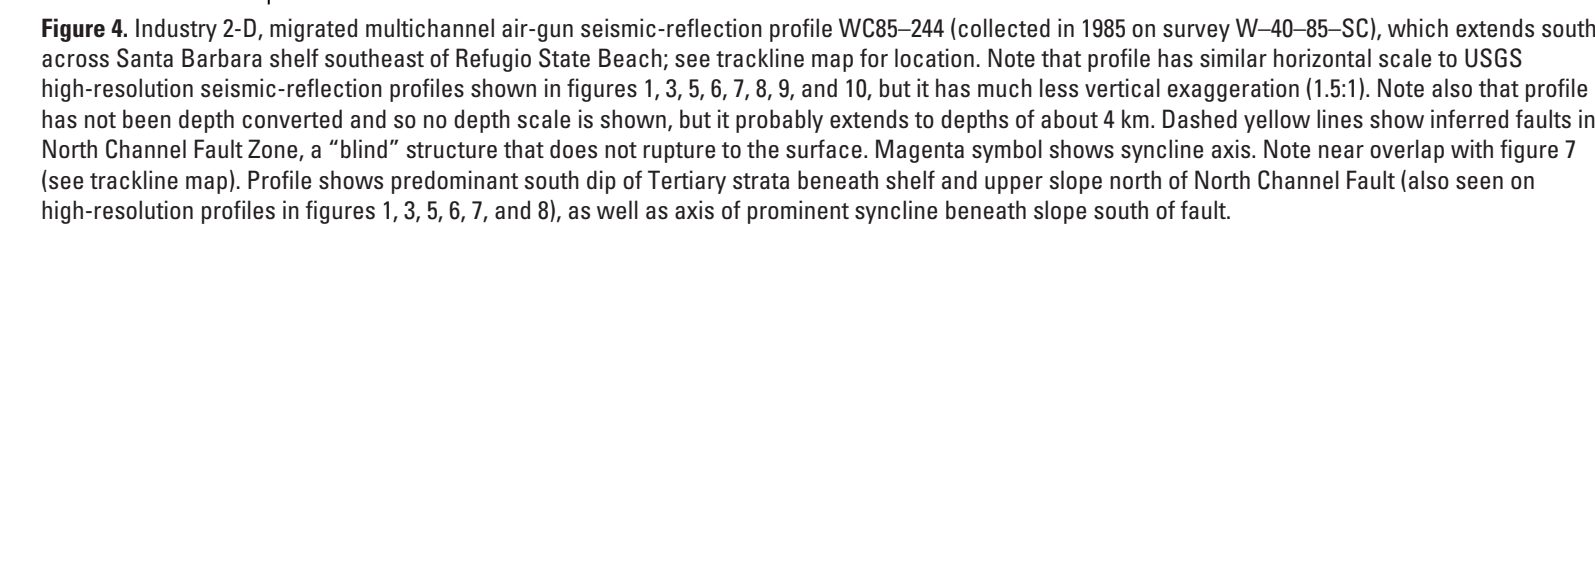 Figure 4. Industry 2-D, migrated multichannel air-gun seismic-reflection profile WC85–244 (collected in 1985 on survey W–40–85–SC), which extends south
across Santa Barbara shelf southeast of Refugio State Beach; see trackline map for location. Note that profile has similar horizontal scale to USGS
high-resolution seismic-reflection profiles shown in figures 1, 3, 5, 6, 7, 8, 9, and 10, but it has much less vertical exaggeration (1.5:1). Note also that profile
has not been depth converted and so no depth scale is shown, but it probably extends to depths of about 4 km. Dashed yellow lines show inferred faults in
North Channel Fault Zone, a “blind” structure that does not rupture to the surface. Magenta symbol shows syncline axis. Note near overlap with figure 7
(see trackline map). Profile shows predominant south dip of Tertiary strata beneath shelf and upper slope north of North Channel Fault (also seen on
high-resolution profiles in figures 1, 3, 5, 6, 7, and 8), as well as axis of prominent syncline beneath slope south of fault.